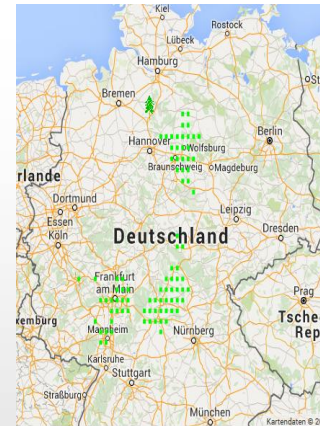 Kiel
Rostock
Lübeck
Hamburg
Bremen
Hannover
Wolfsburg
Berlin
Braunschweig
Magdeburg
rlande
Dortmund
Essen
Leipzig
Köln
Deutschland
Dresden
Frankfurt
am Main
Prag
xemburg
Mannheim
Tsche
Rep
Nürnberg
Karlsruhe
Stuttgart
Straßburg
München
Kartendaten © 2